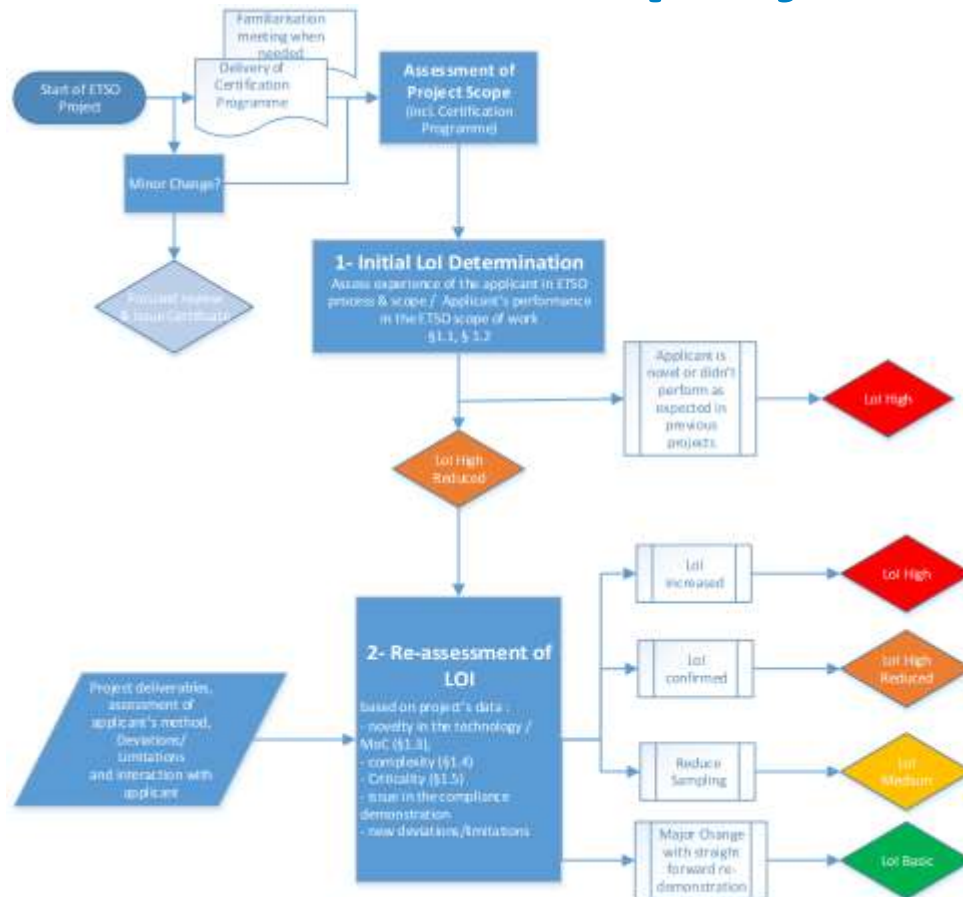 Familiarisation
meeting when
needed
Delivery of
Certification
Programme
Start of ETSO
Project
Assessment of
Project Scope
(incl. Certification
Programme)
Minor Change?
& Issue Certificate
1- Initial LoI Determination
Assess experience of the applicant in ETSO
process & scope / Applicant's performance
in the ETSO scope of work
§1.1, § 1.2
Applicant is
novel or didn't
perform as
expected in
previous
projects.
LoI High
LoI High
Reduced
LoI
increased
LoI High
2- Re-assessment of
LOI
based on project's data :
- novelty in the technology /
MoC (§1.3),
- complexity (§1.4)
- Criticality (§1.5)
- issue in the compliance
demonstration
- new deviations/limitations
LoI
confirmed
LoI High
Reduced
Project deliverables,
assessment of
applicant's method,
Deviations/
Limitations
and interaction with
applicant
Reduce
Sampling
LoI
Medium
Major Change
with straight
forward re-
demonstration
LoI Basic